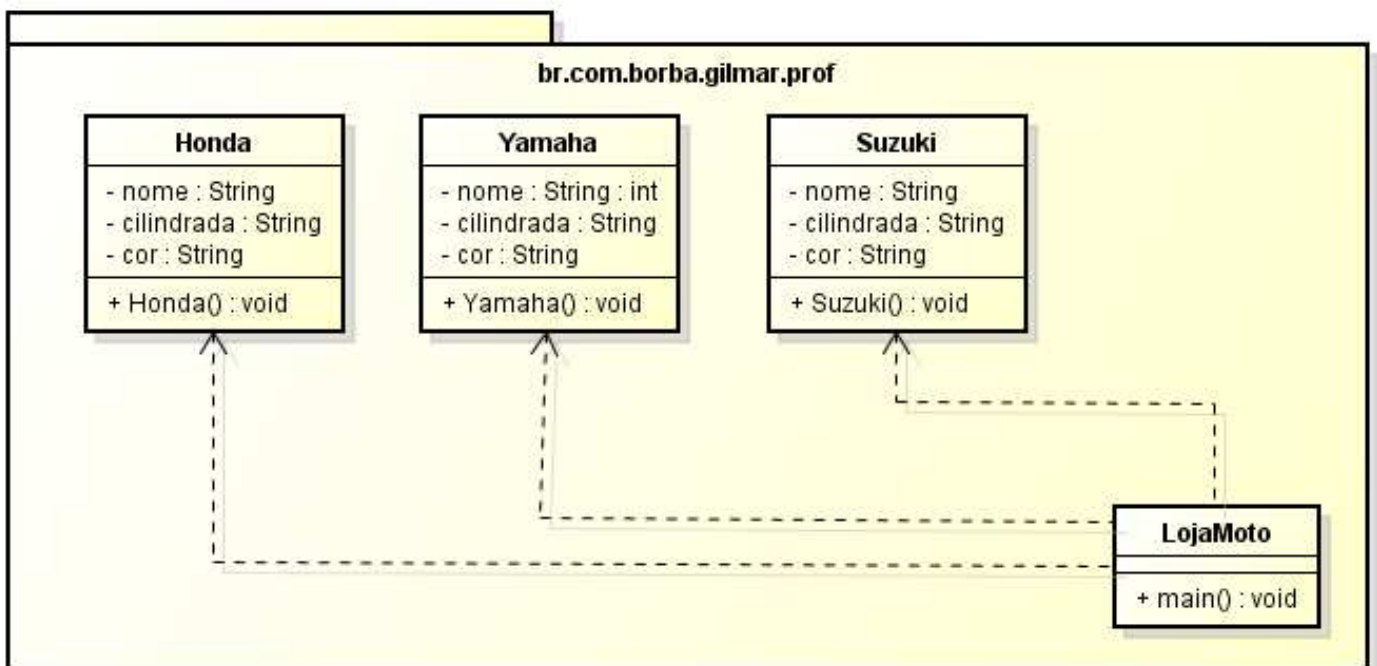 br.com.borba.gilmar.prof
Honda
- nome : String
- cilindrada : String
- cor : String
+ Honda() : void
Yamaha
- nome : String : int
- cilindrada : String
- cor : String
+ Yamaha() : void
Suzuki
- nome : String
- cilindrada : String
- cor : String
+ Suzuki() : void
LojaMoto
+ main() : void